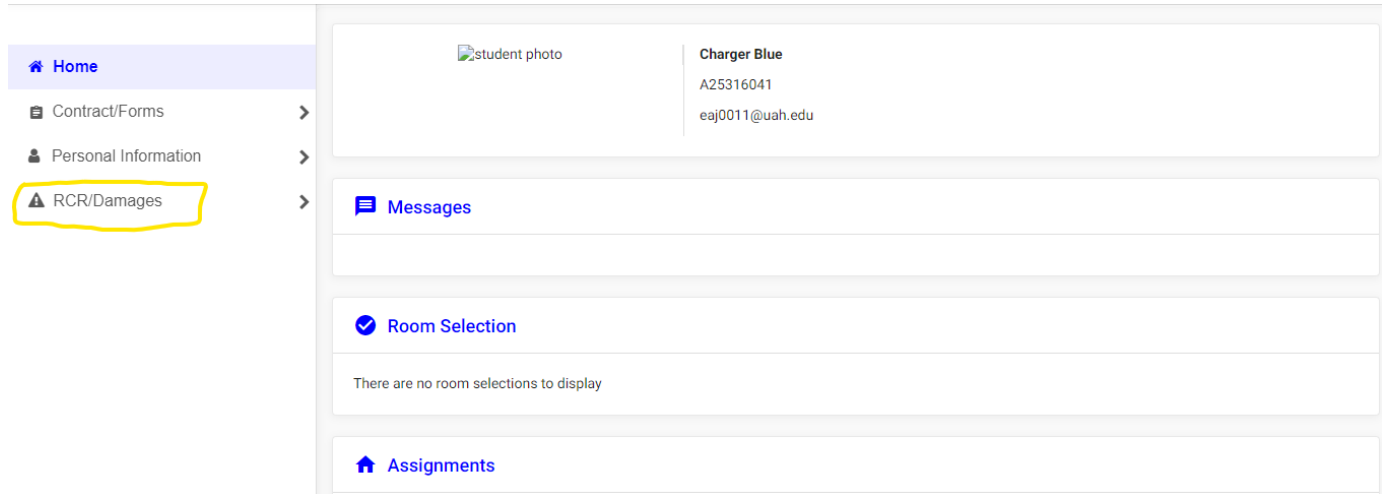 Home
Contract/Forms
Personal Information
RCR/Damages
student photo
Charger Blue
A25316041
eaj0011@uah.edu
Messages
Room Selection
There are no room selections to display
Assignments